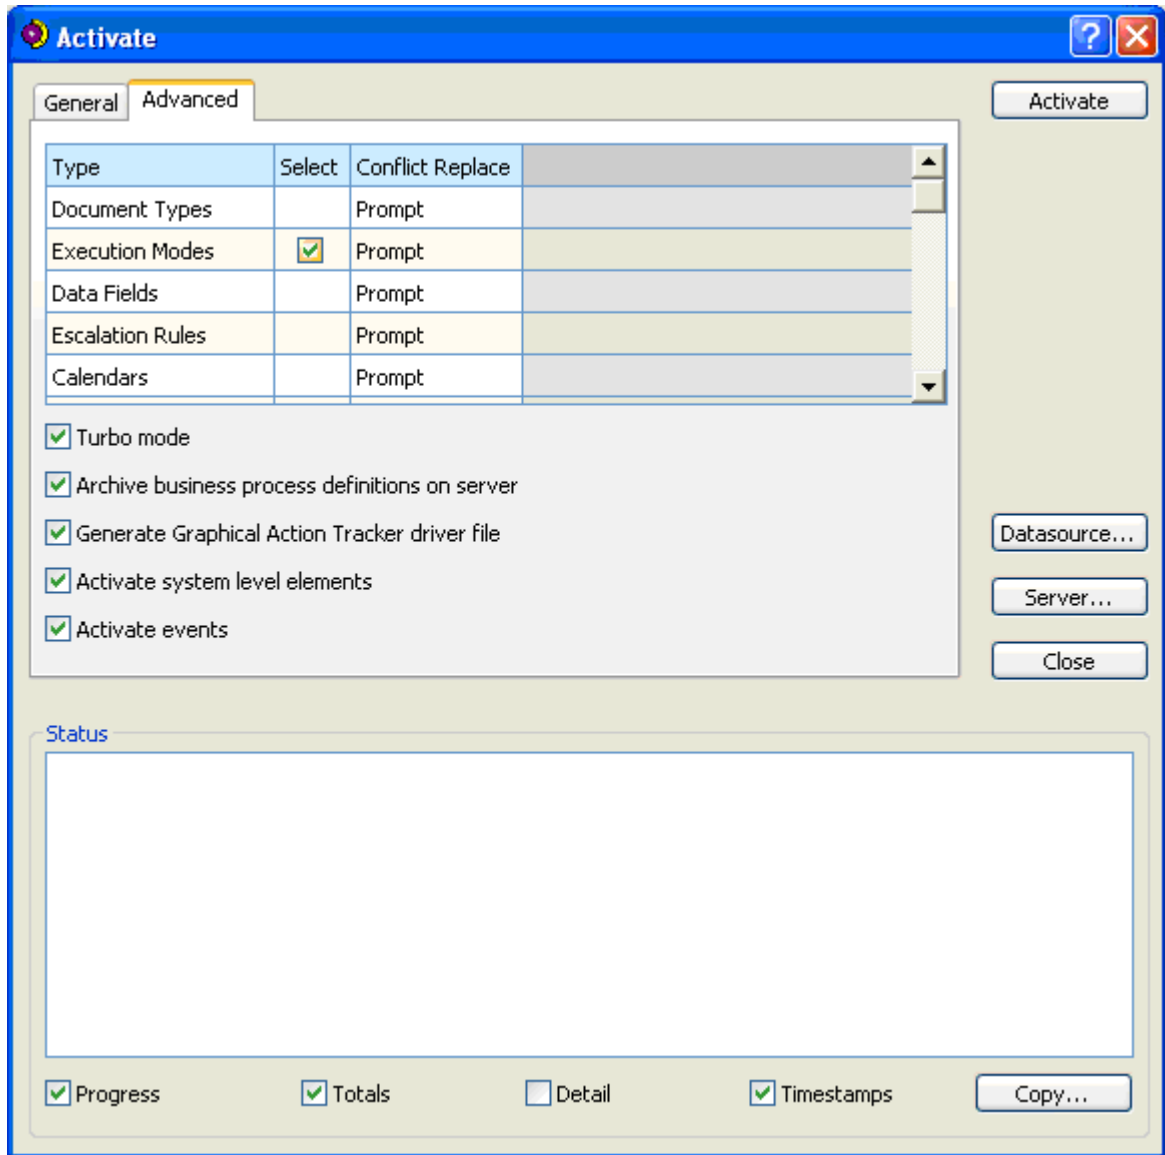 Activate
General Advanced Activate
Type Select Conflict Replace
Document Types Prompt
Execution Modes Prompt
Data Fields Prompt
Escalation Rules Prompt
Calendars Prompt
Turbo mode
Archive business process definitions on server
Generate Graphical Action Tracker driver file
Datasource...
Activate system level elements
Server...
Activate events
Close
Status
Progress Totals Detail Timestamps Copy...